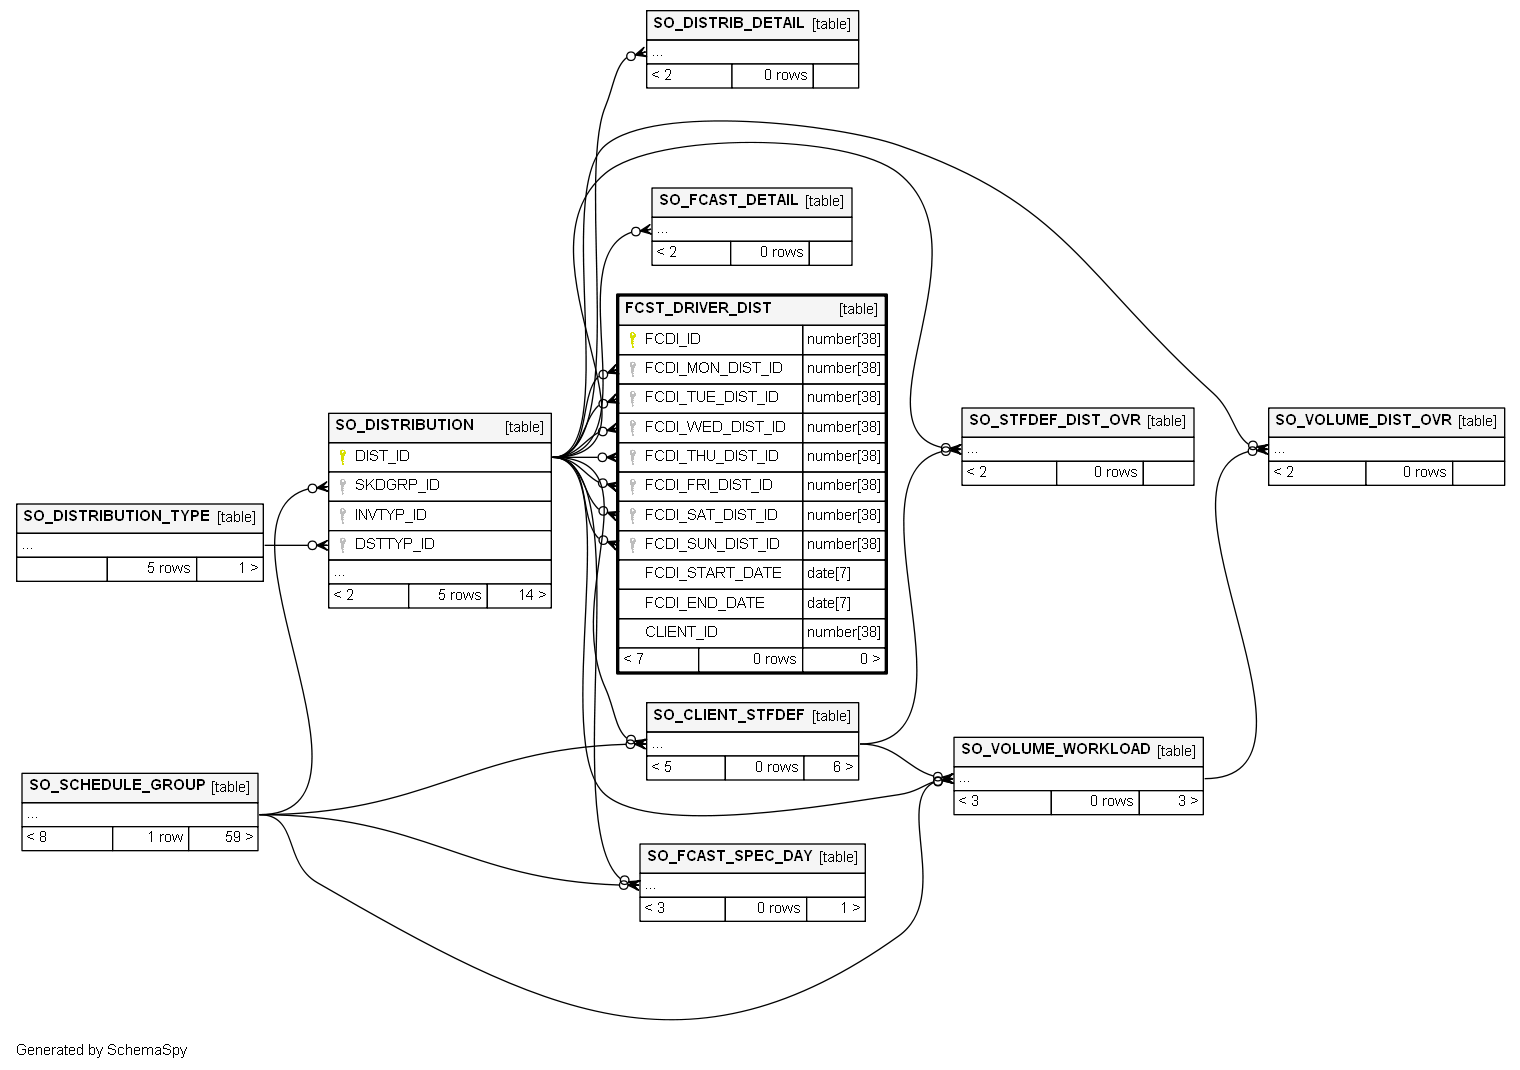 SO_DISTRIB_DETAIL [table]
...
< 2 0 rows
SO_FCAST_DETAIL [table]
...
< 2 0 rows
FCST_DRIVER_DIST [table]
FCDI_ID number[38]
FCDI_MON_DIST_ID number[38]
FCDI_TUE_DIST_ID number[38]
FCDI_WED_DIST_ID number[38]
FCDI_THU_DIST_ID number[38]
FCDI_FRI_DIST_ID number[38]
FCDI_SAT_DIST_ID number[38]
FCDI_SUN_DIST_ID number[38]
FCDI_START_DATE date[7]
FCDI_END_DATE date[7]
CLIENT_ID number[38]
< 7 0 rows 0 >
SO_DISTRIBUTION [table]
DIST_ID
SKDGRP_ID
INVTYP_ID
DSTTYP_ID
...
< 2 5 rows 14 >
SO_STFDEF_DIST_OVR [table]
...
< 2 0 rows
SO_VOLUME_DIST_OVR [table]
...
< 2 0 rows
SO_DISTRIBUTION_TYPE [table]
...
5 rows 1 >
SO_CLIENT_STFDEF [table]
...
< 5 0 rows 6 >
SO_VOLUME_WORKLOAD [table]
...
< 3 0 rows 3 >
SO_SCHEDULE_GROUP [table]
...
< 8 1 row 59 >
SO_FCAST_SPEC_DAY [table]
...
< 3 0 rows 1 >
Generated by SchemaSpy